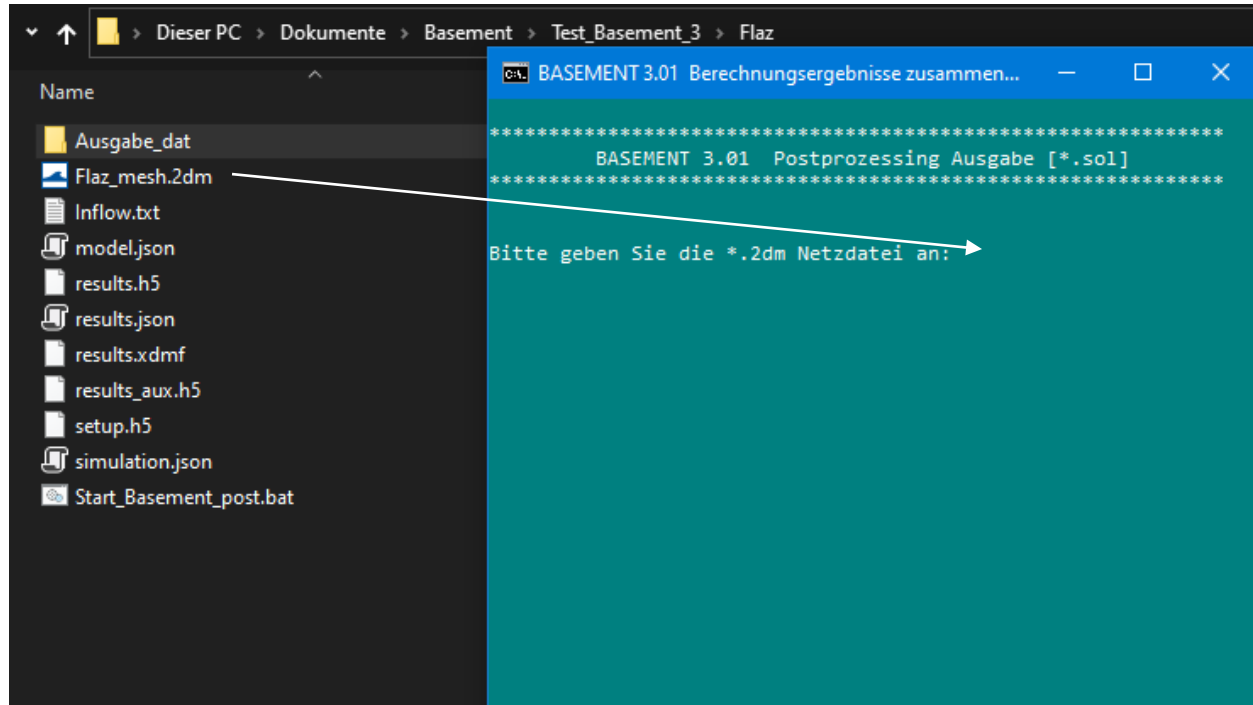 Dieser PC > Dokumente > Basement > Test_Basement_3 > Flaz
Name
Ausgabe_dat
Flaz_mesh.2dm
Inflow.txt
model.json
results.h5
results.json
results.xdmf
results_aux.h5
setup.h5
simulation.json
Start_Basement_post.bat
C:\. BASEMENT 3.01 Berechnungsergebnisse zusammen...
**************************************************************
BASEMENT 3.01 Postprozessing Ausgabe [*.sol]
**************************************************************
Bitte geben Sie die *.2dm Netzdatei an: